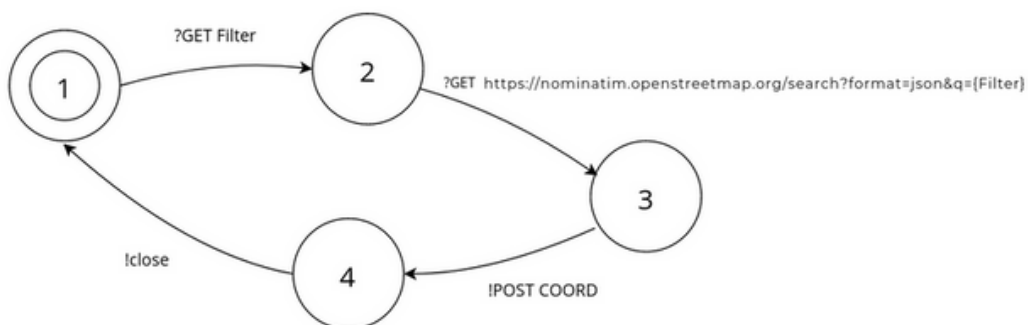 ?GET Filter
1
2
?GET https://nominatim.openstreetmap.org/search?format=json&q={Filter}
3
4
!close
!POST COORD